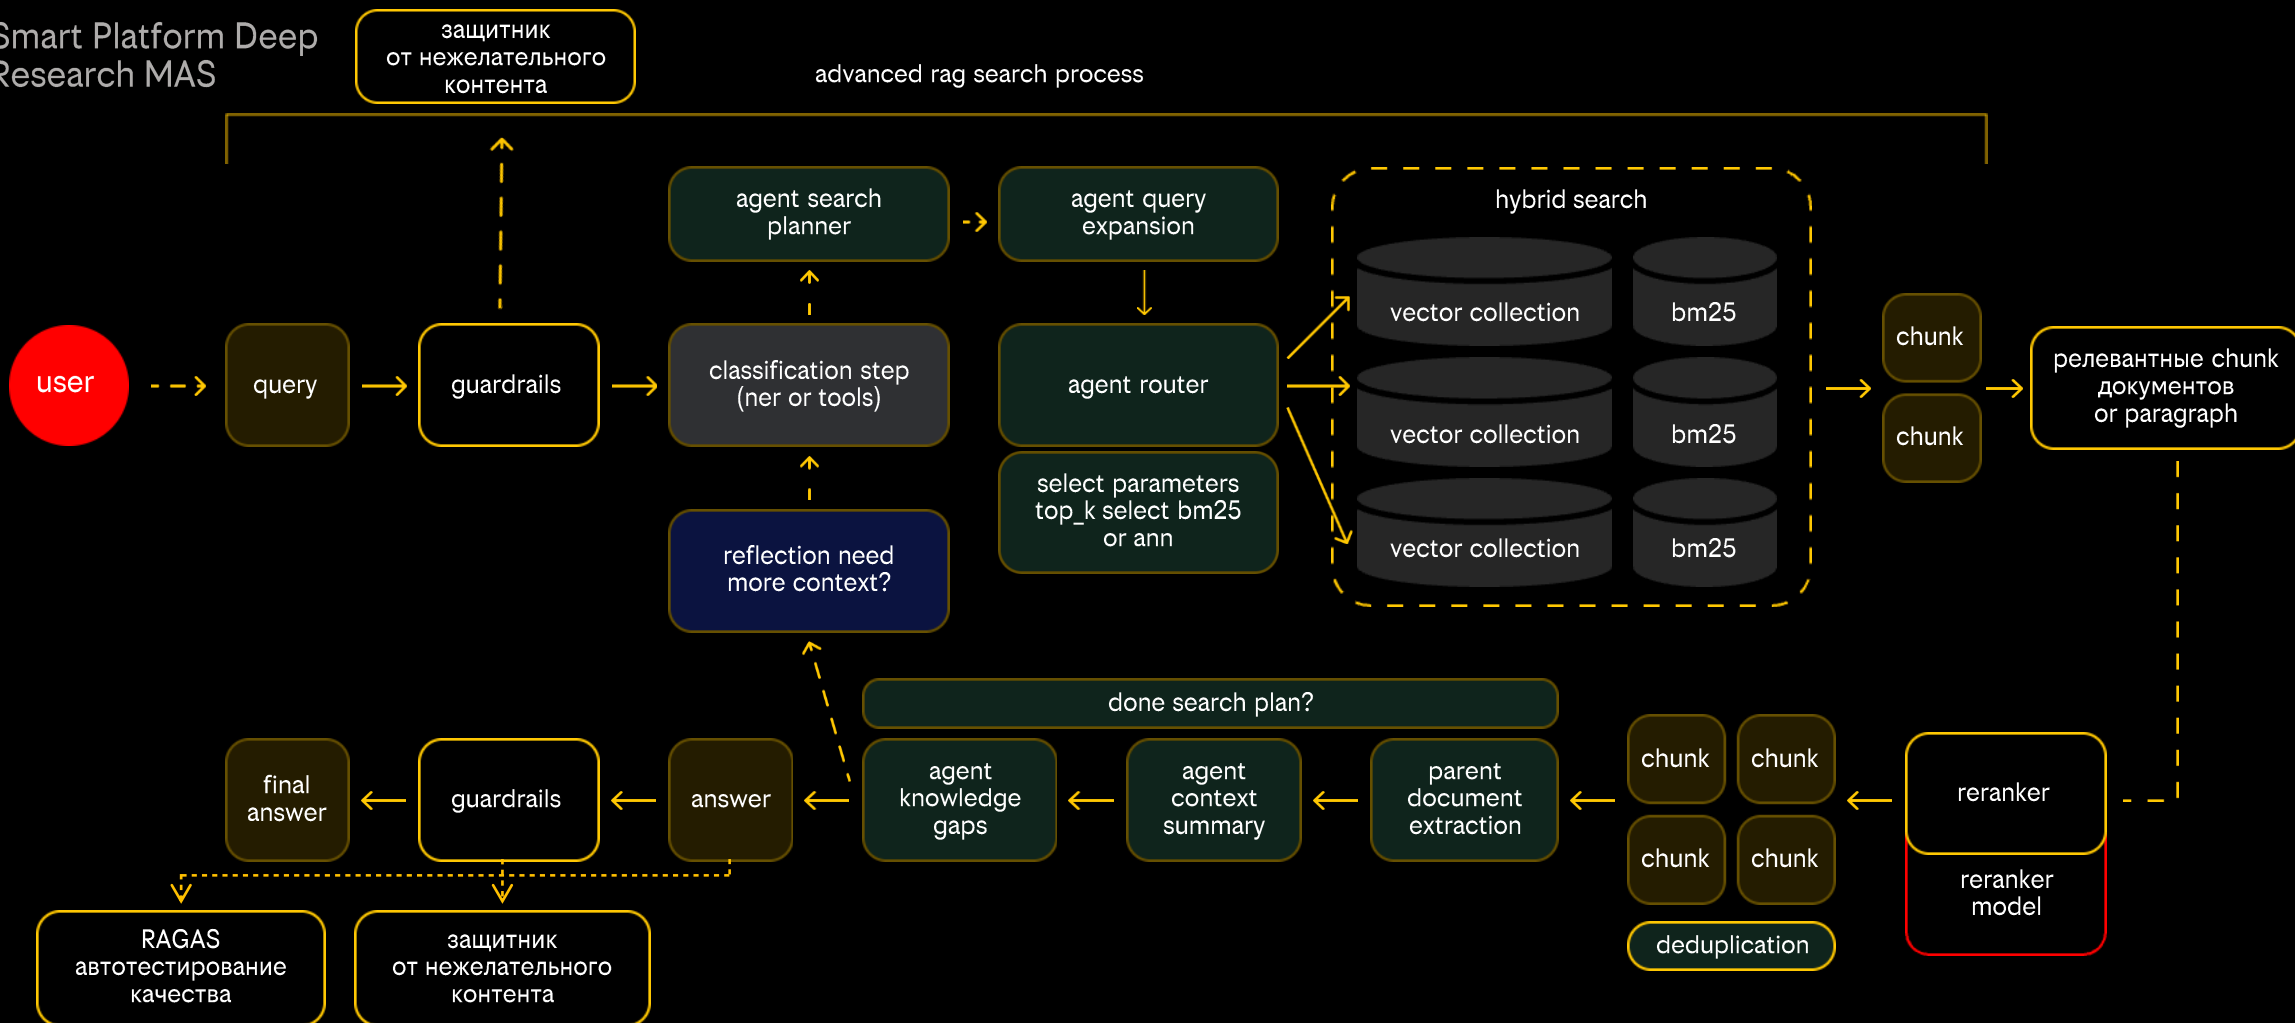 Smart Platform Deep
Research MAS
защитник
от нежелательного
контента
advanced rag search process
agent search
planner
agent query
expansion
hybrid search
vector collection
bm25
vector collection
bm25
vector collection
bm25
user
query
guardrails
classification step
(ner or tools)
agent router
select parameters
top_k select bm25
or ann
chunk
chunk
релевантные chunk
документов
or paragraph
reflection need
more context?
done search plan?
final
answer
guardrails
answer
agent
knowledge
gaps
agent
context
summary
parent
document
extraction
chunk
chunk
chunk
chunk
deduplication
reranker
reranker
model
RAGAS
автотестирование
качества
защитник
от нежелательного
контента